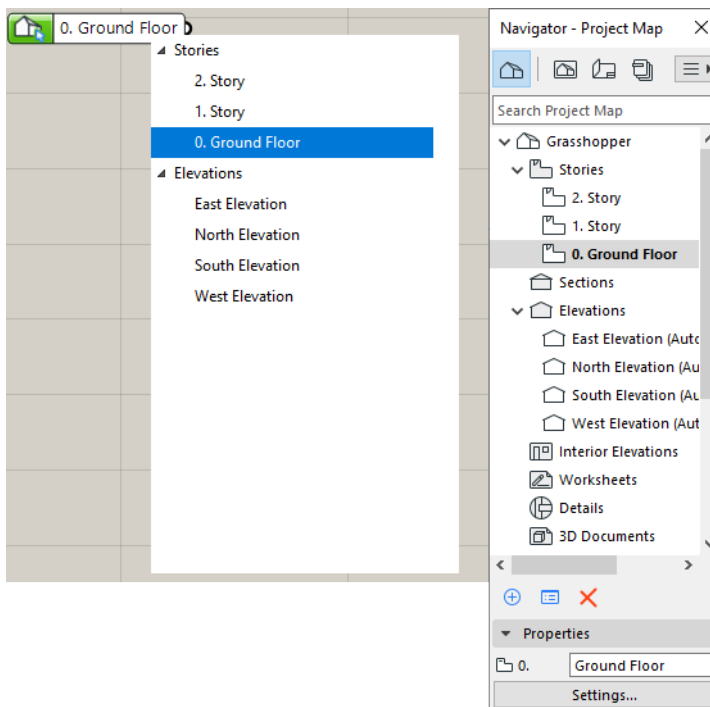 0. Ground Floor
Stories
2. Story
1. Story
0. Ground Floor
Elevations
East Elevation
North Elevation
South Elevation
West Elevation
Navigator - Project Map
Search Project Map
Grasshopper
Stories
2. Story
1. Story
0. Ground Floor
Sections
Elevations
East Elevation (Auto
North Elevation (Au
South Elevation (Au
West Elevation (Aut
Interior Elevations
Worksheets
Details
3D Documents
Properties
0. Ground Floor
Settings...